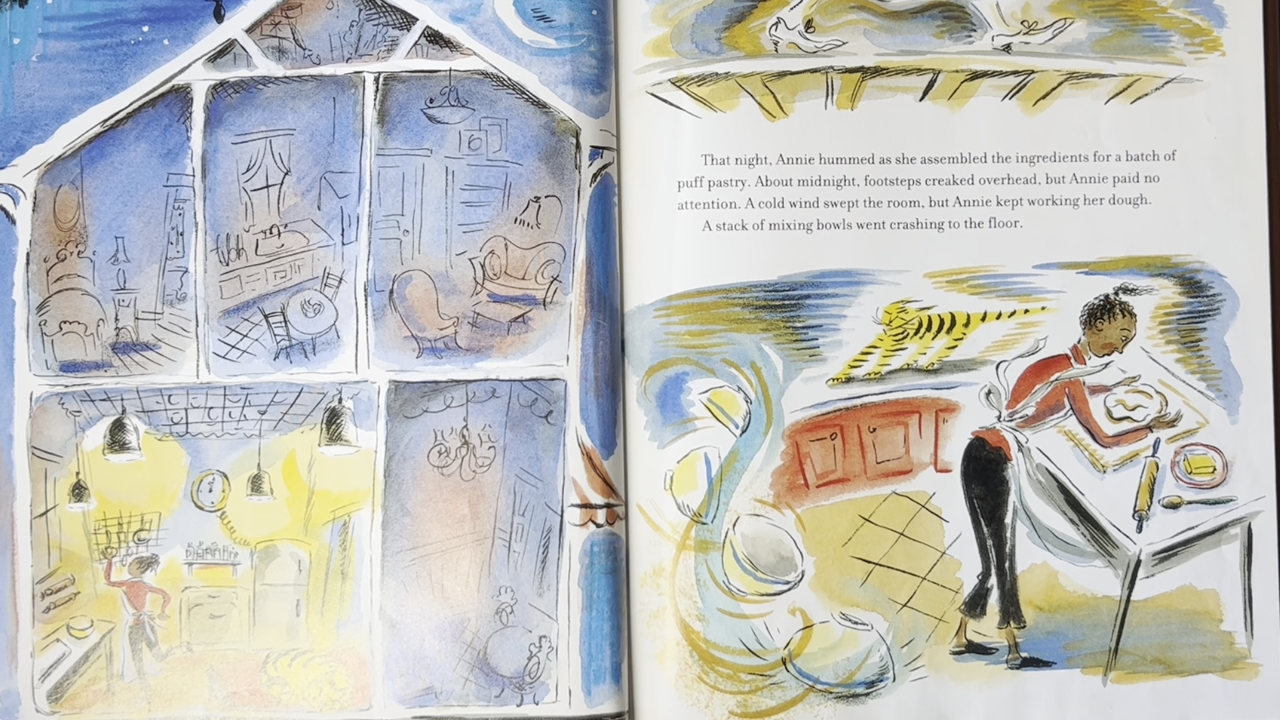 That night, Annie hummed as she assembled the ingredients for a batch of
puff pastry. About midnight, footsteps creaked overhead, but Annie paid no
attention. A cold wind swept the room, but Annie kept working her dough.
A stack of mixing bowls went crashing to the floor.